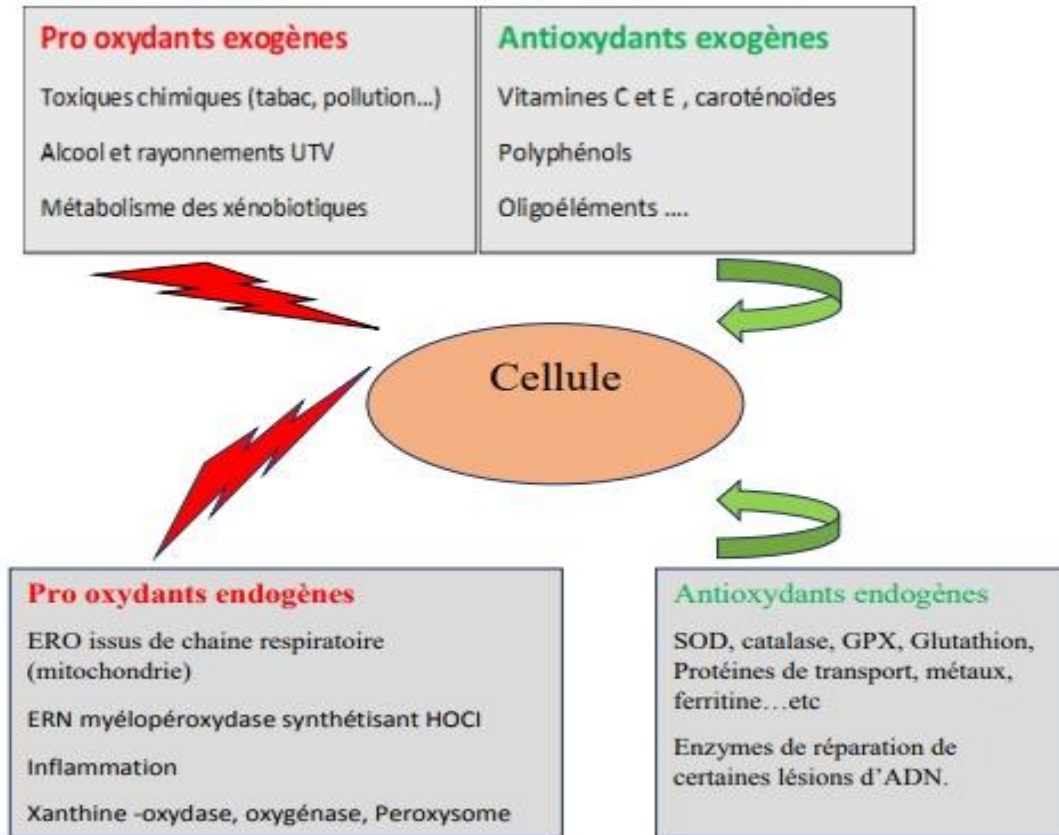 Pro oxydants exogènes
Toxiques chimiques (tabac, pollution...)
Alcool et rayonnements UTV
Métabolisme des xénobiotiques
Antioxydants exogènes
Vitamines C et E , caroténoïdes
Polyphénols
Oligoéléments ....
Cellule
Pro oxydants endogènes
ERO issus de chaine respiratoire
(mitochondrie)
ERN myélopéroxydase synthétisant HOCI
Inflammation
Xanthine -oxydase, oxygénase, Peroxysome
Antioxydants endogènes
SOD, catalase, GPX, Glutathion,
Protéines de transport, métaux,
ferritine…etc
Enzymes de réparation de
certaines lésions d’ADN.